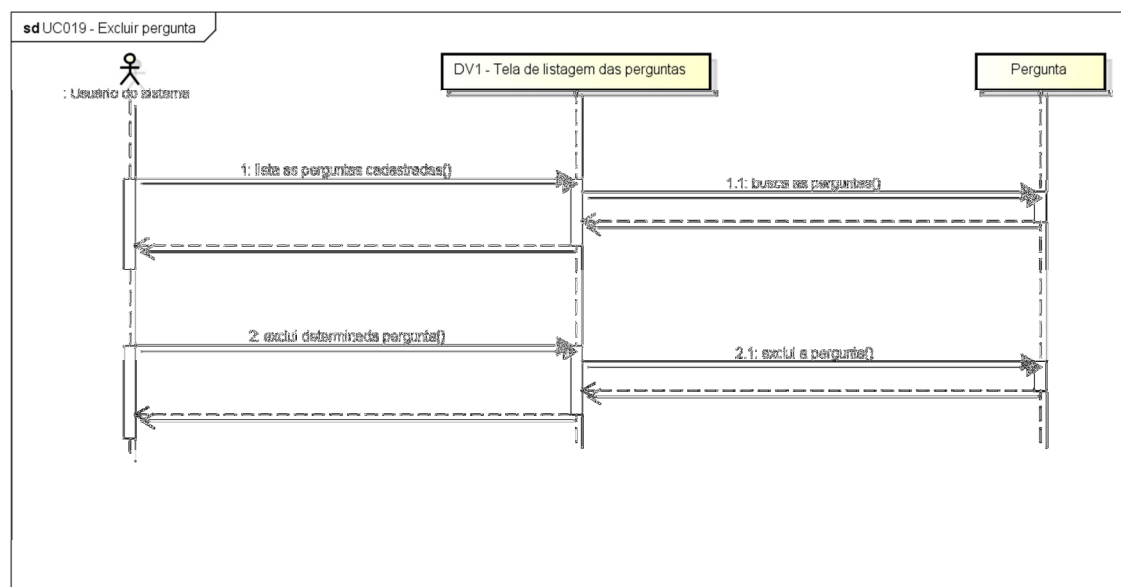 sd UC019 - Excluir pergunta
DV1 - Tela de listagem das perguntas
Pergunta
: Usuário do sistema
1: lista as perguntas cadastradas()
1.1: busca as perguntas()
2: exclui determinada pergunta()
2.1: exclui a pergunta()